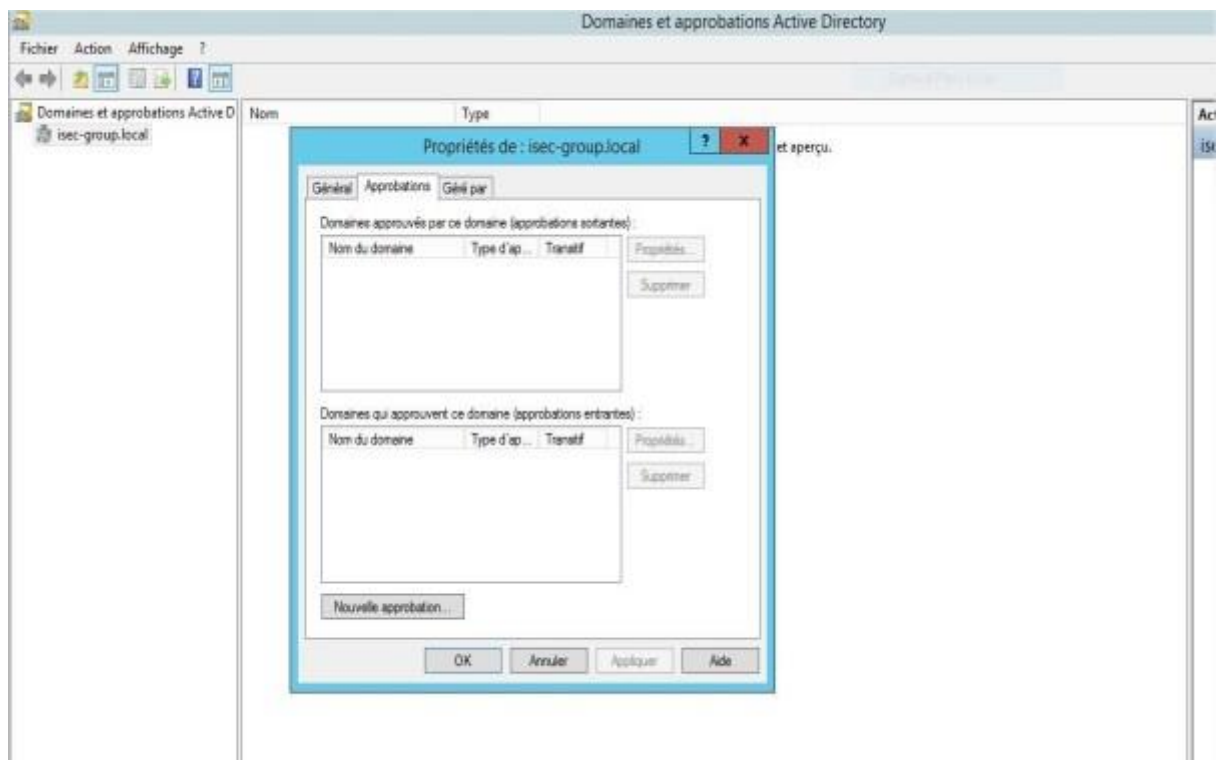 Domaines et approbations Active Directory
Fichier Action Affichage ?
Domaines et approbations Active D
isec-group.local
Nom Type
et aperçu.
Propriétés de : isec-group.local ? X
Général Approbations Géré par
Domaines approuvés par ce domaine (approbations sortantes) :
Nom du domaine Type d'ap... Transitif
Propriétés...
Supprimer
Domaines qui approuvent ce domaine (approbations entrantes) :
Nom du domaine Type d'ap... Transitif
Propriétés...
Supprimer
Nouvelle approbation...
OK Annuler Appliquer Aide
Act
ise